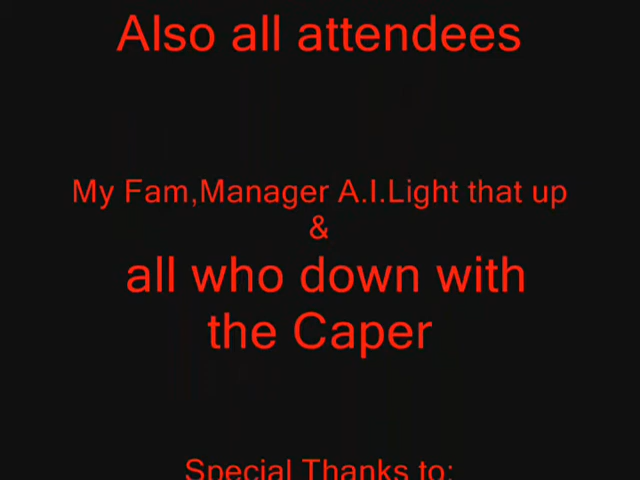 Also all attendees
My Fam,Manager A.I.Light that up
&
all who down with
the Caper
Special Thanks to: